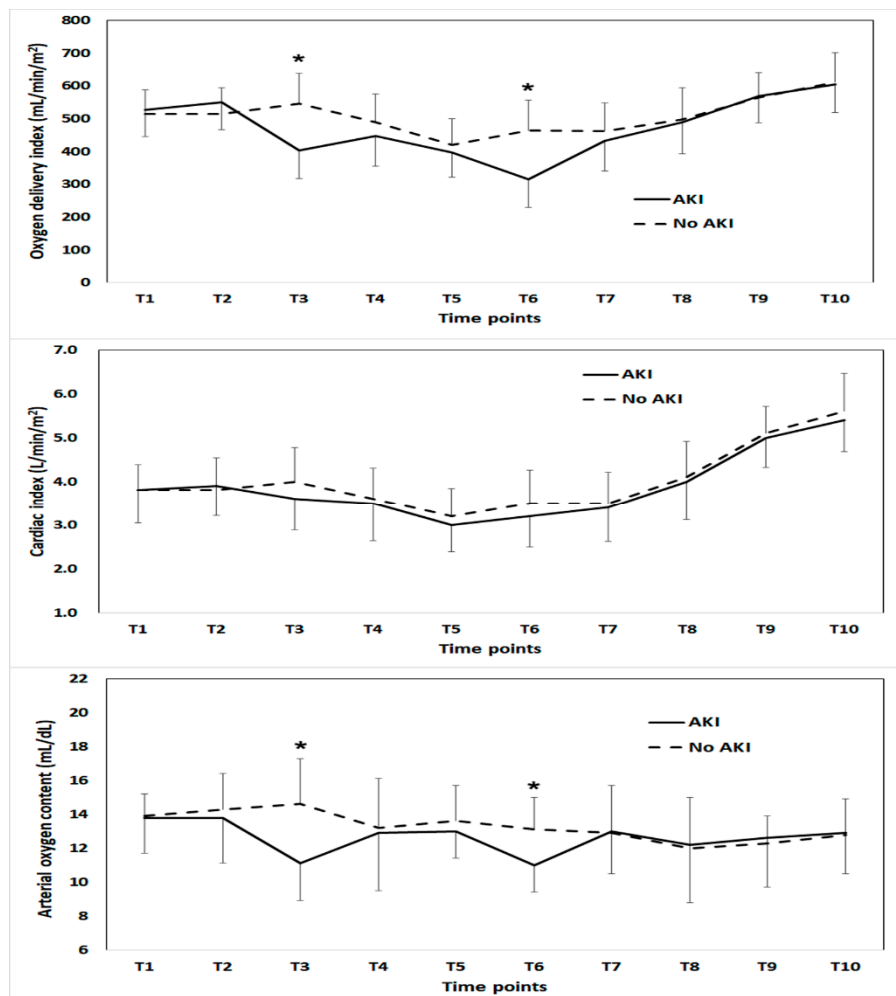 Oxygen delivery index (mL/min/m²)
800
700
600
500
400
300
200
100
0
*
*
AKI
No AKI
T1 T2 T3 T4 T5 T6 T7 T8 T9 T10
Time points
Cardiac index (L/min/m²)
7.0
6.0
5.0
4.0
3.0
2.0
1.0
AKI
No AKI
T1 T2 T3 T4 T5 T6 T7 T8 T9 T10
Time points
Arterial oxygen content (mL/dL)
22
20
18
16
14
12
10
8
6
*
*
AKI
No AKI
T1 T2 T3 T4 T5 T6 T7 T8 T9 T10
Time points